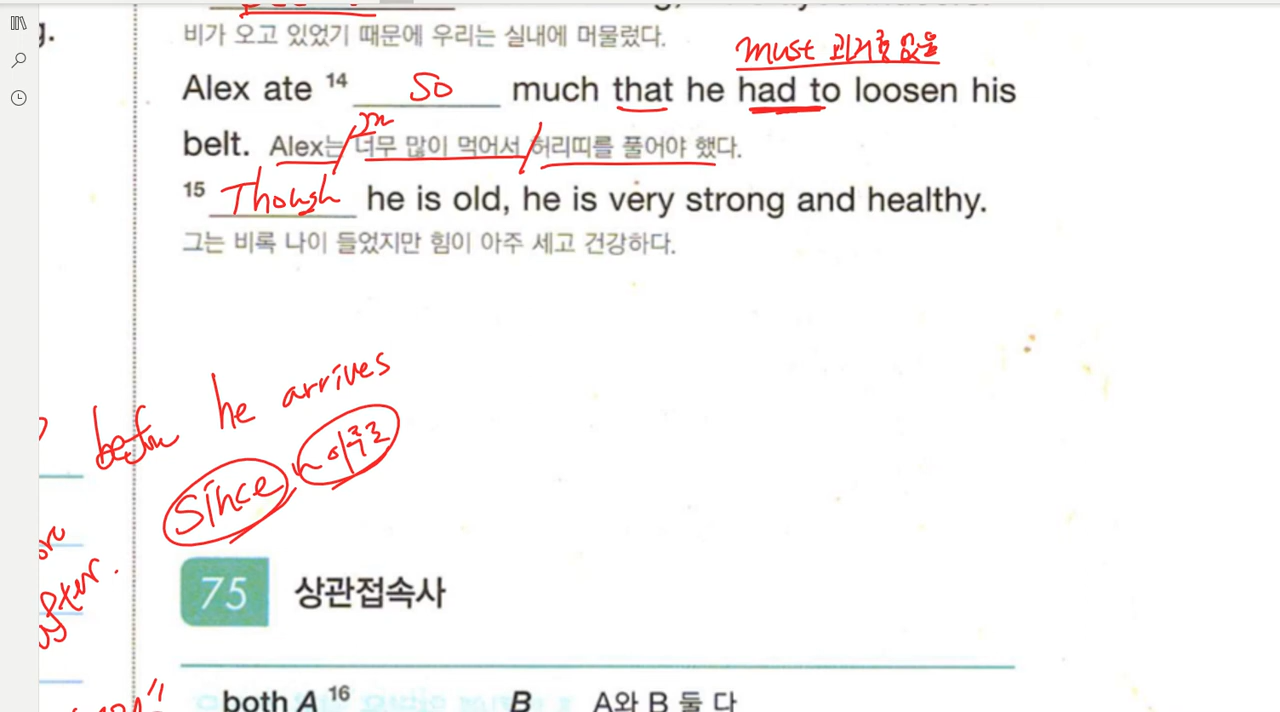 g.
비가 오고 있었기 때문에 우리는 실내에 머물렀다.
must 과거형 없음
Alex ate 14 So much that he had to loosen his
belt. Alex는 너무 많이 먹어서 허리띠를 풀어야 했다.
15 Though he is old, he is very strong and healthy.
그는 비록 나이 들었지만 힘이 아주 세고 건강하다.
before he arrives
Since ~이후로
after.
75 상관접속사
both A 16 B A와 B 둘 다